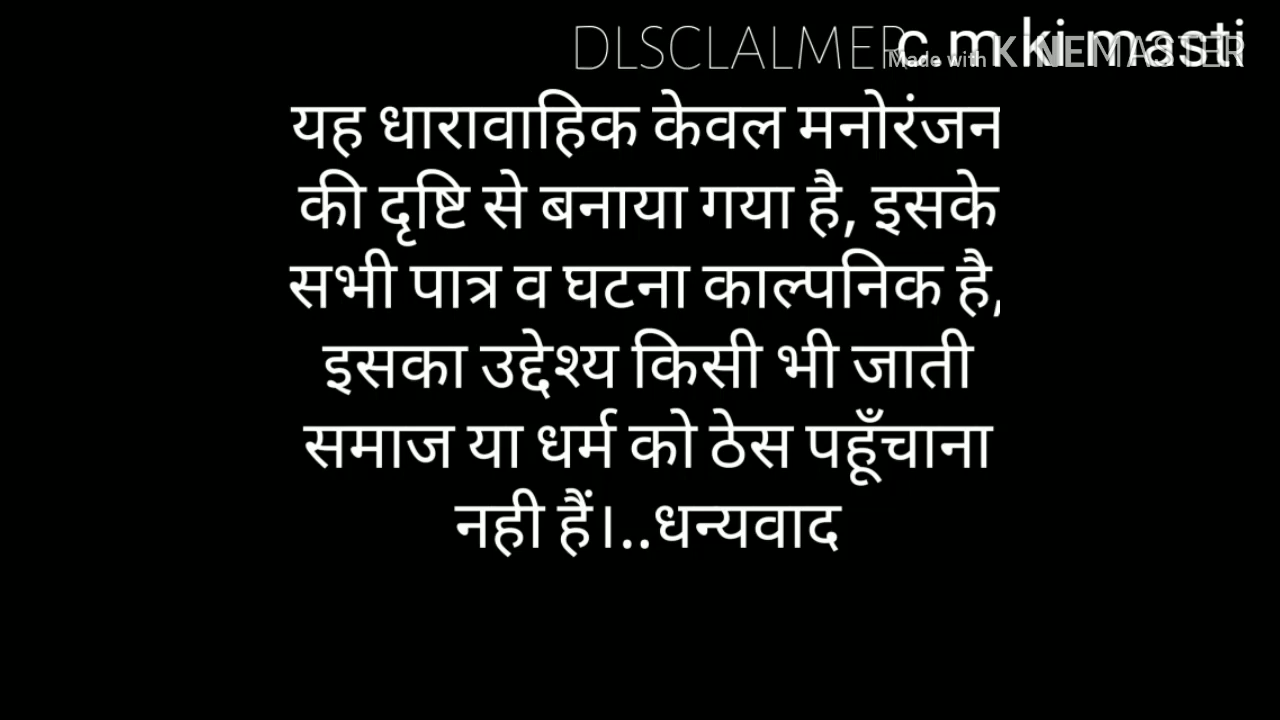 DLSCLALMER
c.m ki masti
Made with KINEMASTER
यह धारावाहिक केवल मनोरंजन
की दृष्टि से बनाया गया है, इसके
सभी पात्र व घटना काल्पनिक है,
इसका उद्देश्य किसी भी जाती
समाज या धर्म को ठेस पहूँचाना
नही हैं।..धन्यवाद